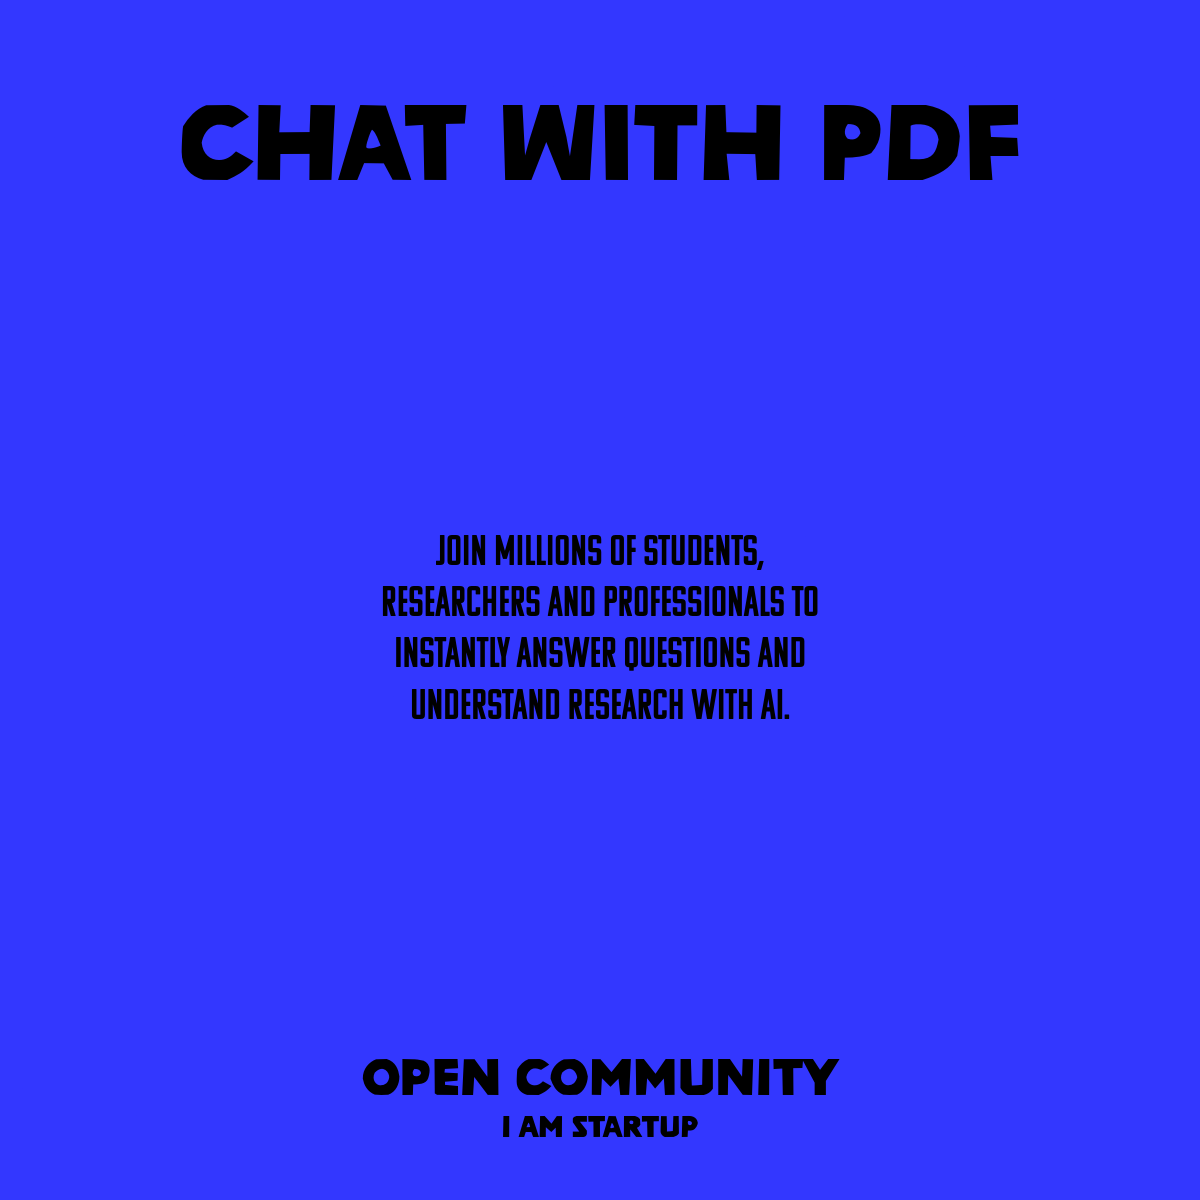 CHAT WITH PDF
JOIN MILLIONS OF STUDENTS,
RESEARCHERS AND PROFESSIONALS TO
INSTANTLY ANSWER QUESTIONS AND
UNDERSTAND RESEARCH WITH AI.
OPEN COMMUNITY
I AM STARTUP